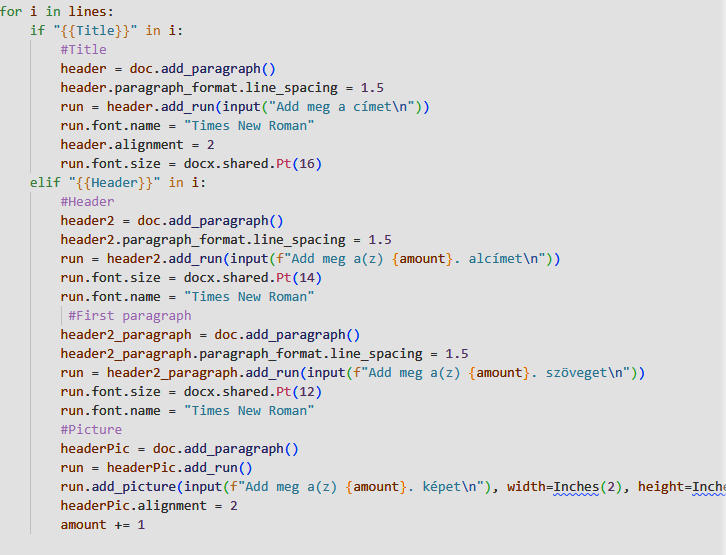 for i in lines:
    if "{{Title}}" in i:
        #Title
        header = doc.add_paragraph()
        header.paragraph_format.line_spacing = 1.5
        run = header.add_run(input("Add meg a címet\n"))
        run.font.name = "Times New Roman"
        header.alignment = 2
        run.font.size = docx.shared.Pt(16)
    elif "{{Header}}" in i:
        #Header
        header2 = doc.add_paragraph()
        header2.paragraph_format.line_spacing = 1.5
        run = header2.add_run(input(f"Add meg a(z) {amount}. alcímet\n"))
        run.font.size = docx.shared.Pt(14)
        run.font.name = "Times New Roman"
         #First paragraph
        header2_paragraph = doc.add_paragraph()
        header2_paragraph.paragraph_format.line_spacing = 1.5
        run = header2_paragraph.add_run(input(f"Add meg a(z) {amount}. szöveget\n"))
        run.font.size = docx.shared.Pt(12)
        run.font.name = "Times New Roman"
        #Picture
        headerPic = doc.add_paragraph()
        run = headerPic.add_run()
        run.add_picture(input(f"Add meg a(z) {amount}. képet\n"), width=Inches(2), height=
        headerPic.alignment = 2
        amount += 1